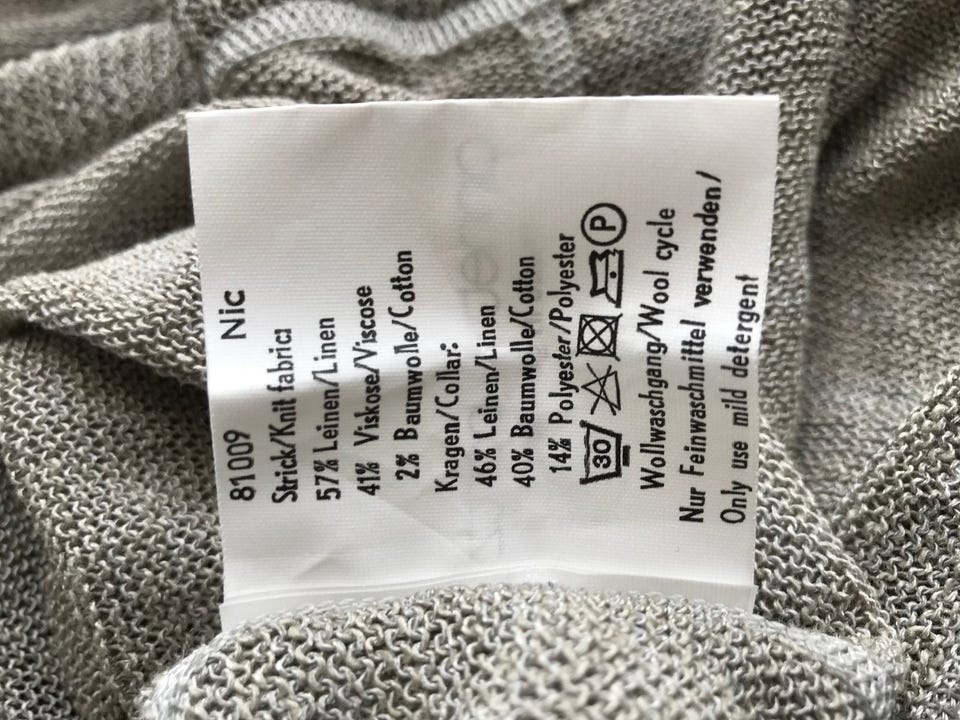 81009 Nic
Strick/Knit fabric:
57% Leinen/Linen
41% Viskose/Viscose
2% Baumwolle/Cotton
Kragen/Collar:
46% Leinen/Linen
40% Baumwolle/Cotton
14% Polyester/Polyester
30 P
Wollwaschgang/Wool cycle
Nur Feinwaschmittel verwenden/
Only use mild detergent